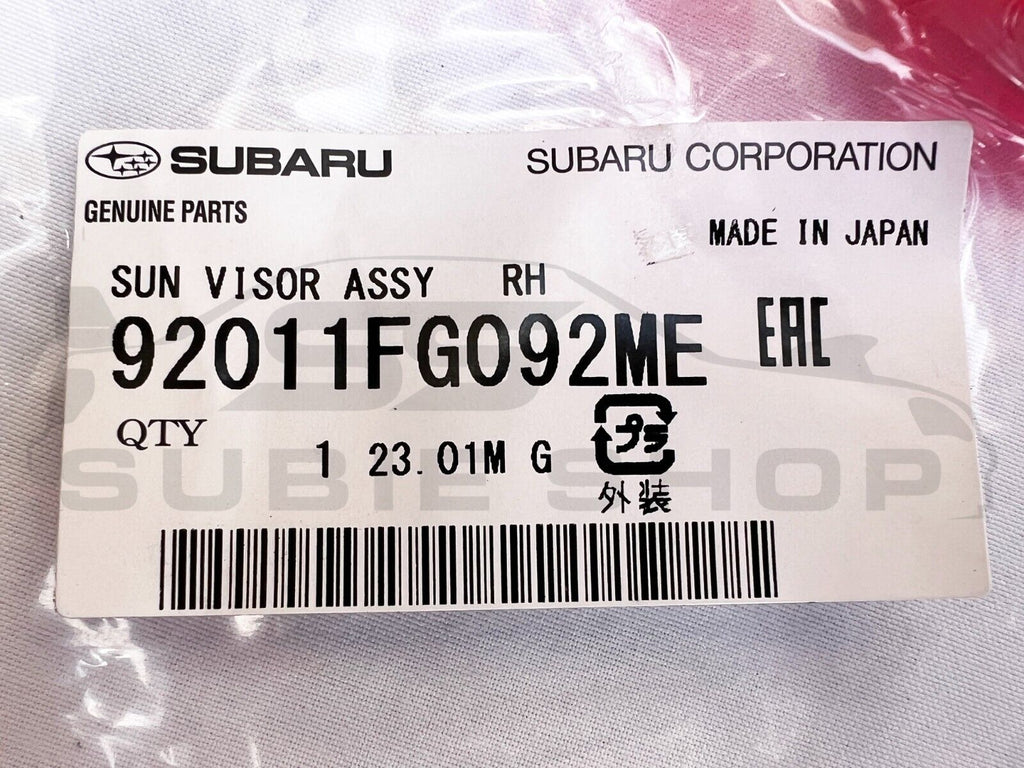 SUBARU SUBARU CORPORATION
GENUINE PARTS
MADE IN JAPAN
SUN VISOR ASSY RH
92011FG092ME EAC
QTY
1 23.01M G
プラ
外装
SS
SUBIE SHOP